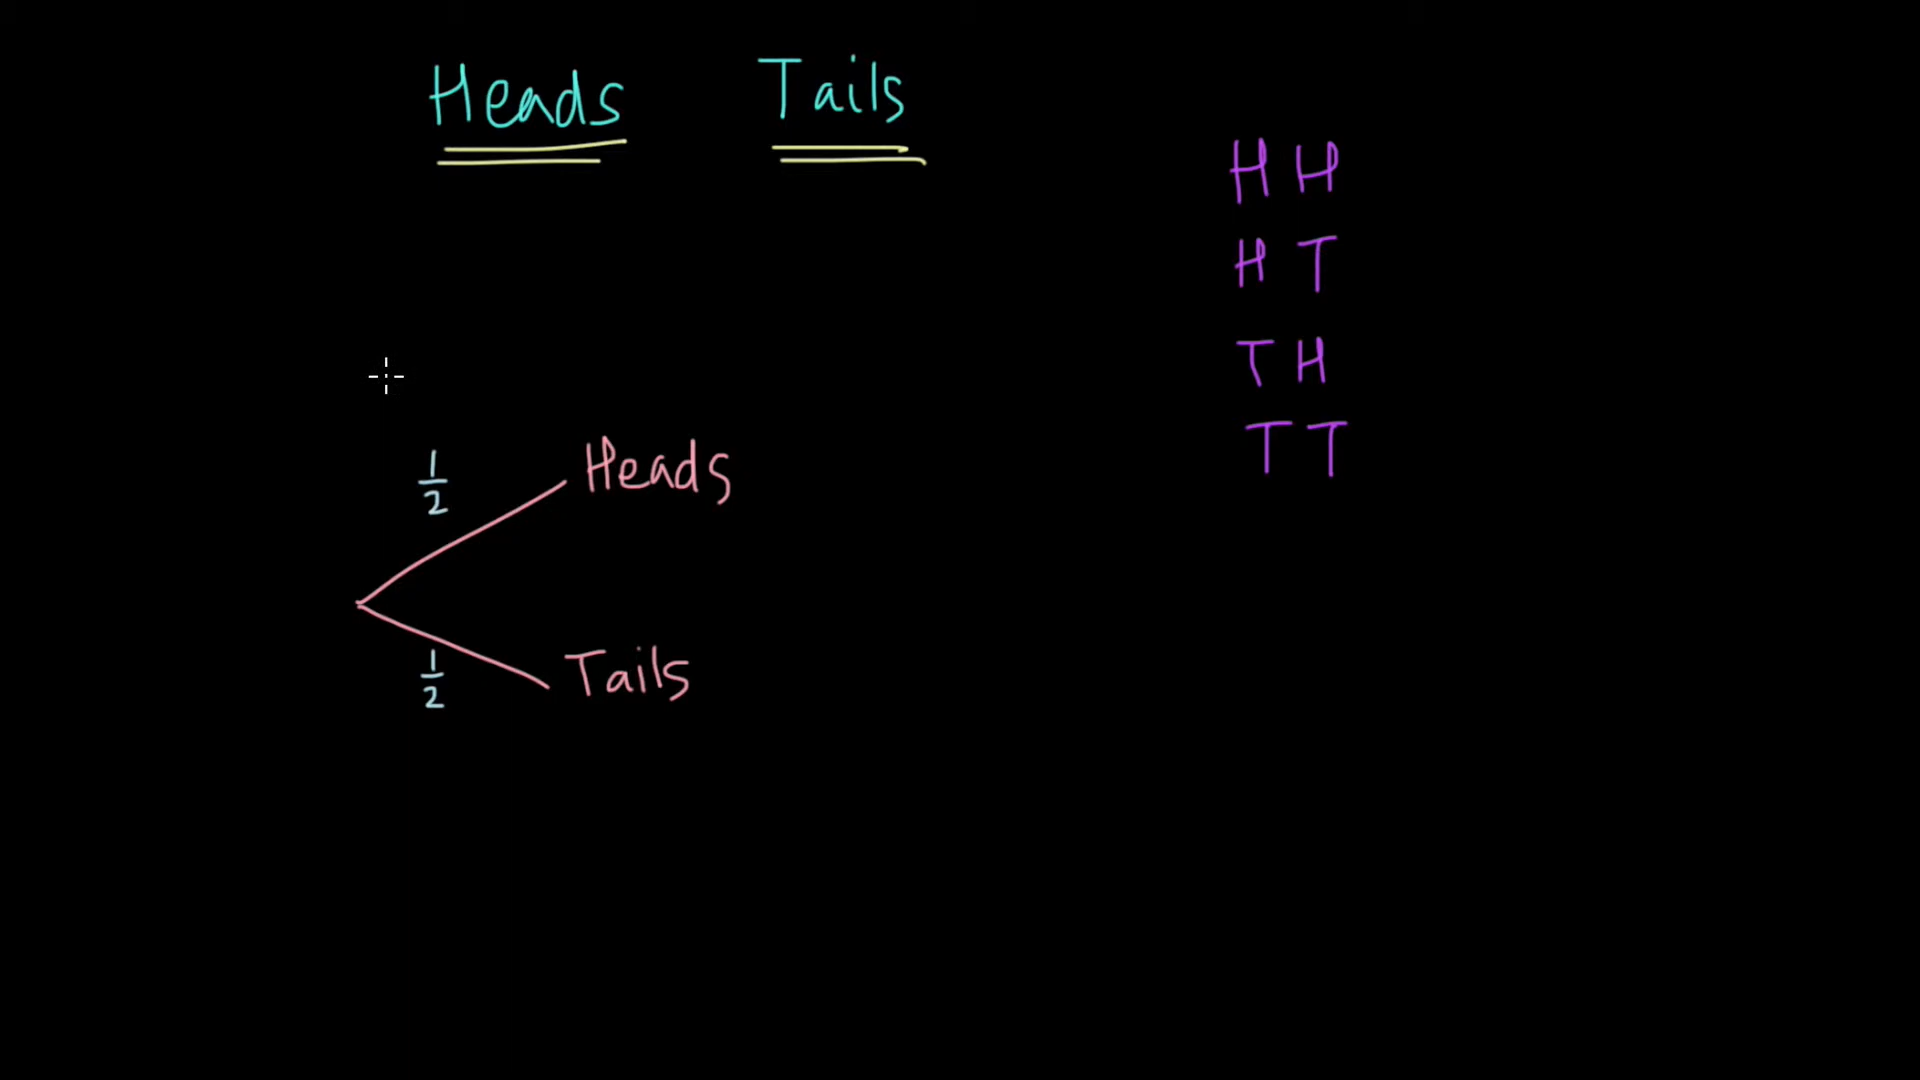 Heads Tails
H H
H T
T H
T T
1/2 Heads
1/2 Tails